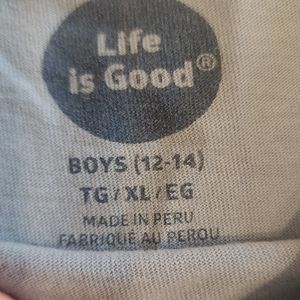 Life
is Good®
BOYS (12-14)
TG/XL/EG
MADE IN PERU
FABRIQUÉ AU PEROU